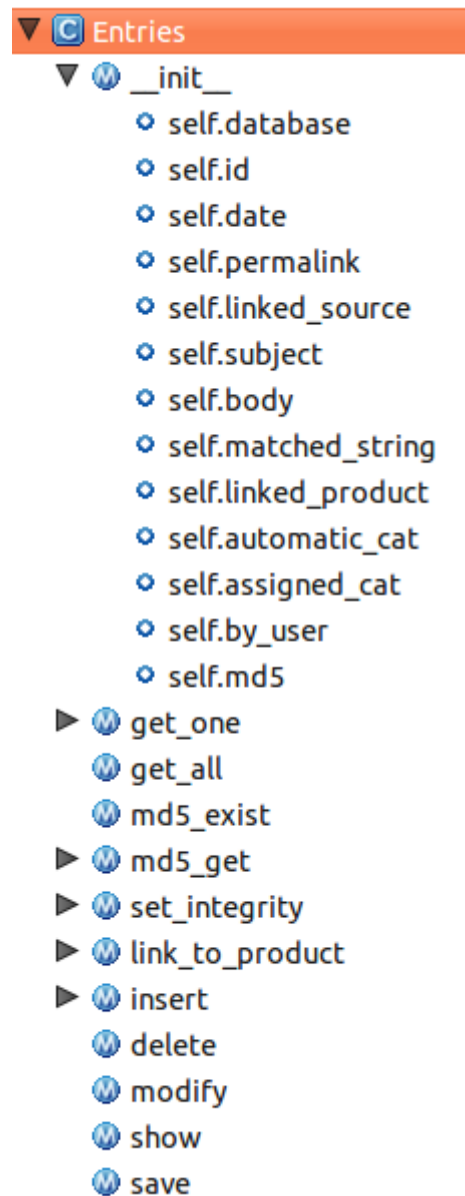 C Entries
M __init__
self.database
self.id
self.date
self.permalink
self.linked_source
self.subject
self.body
self.matched_string
self.linked_product
self.automatic_cat
self.assigned_cat
self.by_user
self.md5
M get_one
M get_all
M md5_exist
M md5_get
M set_integrity
M link_to_product
M insert
M delete
M modify
M show
M save